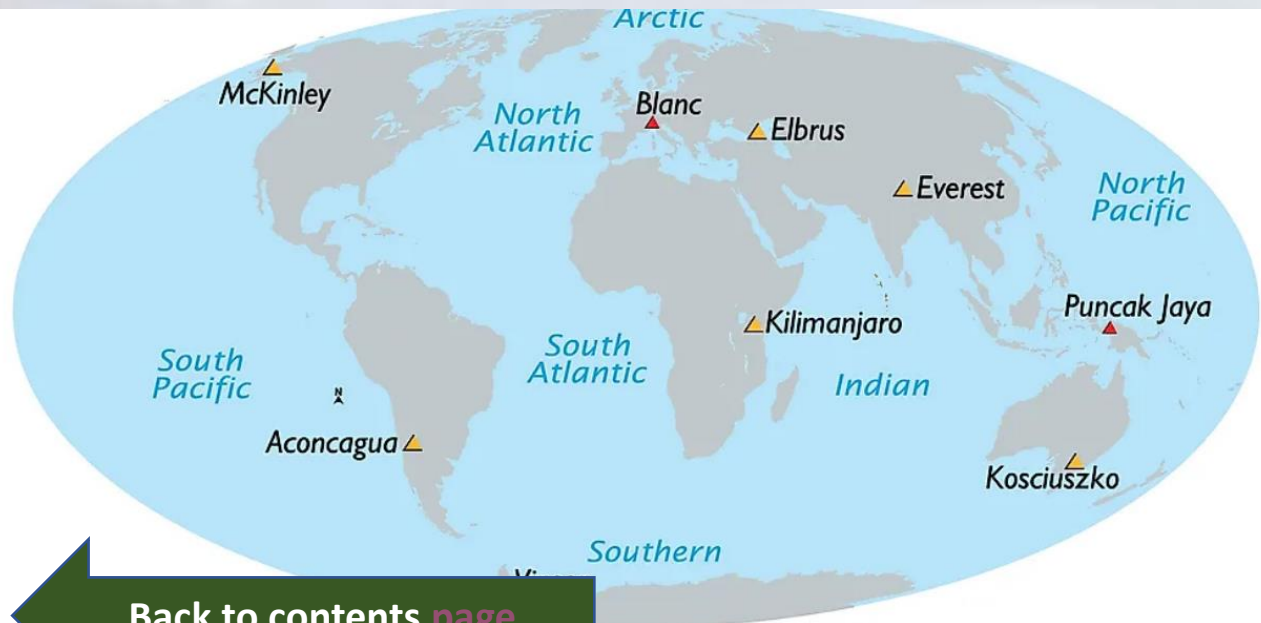 Arctic
McKinley
North
Atlantic
Blanc
Elbrus
Everest
North
Pacific
Puncak Jaya
Kilimanjaro
South
Atlantic
South
Pacific
Indian
N
Aconcagua
Kosciuszko
Southern
Back to contents page